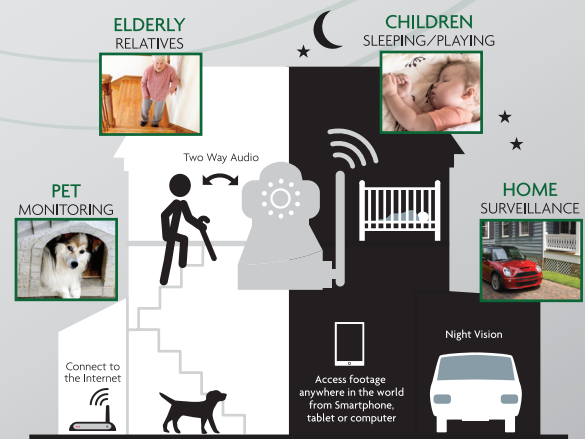 ELDERLY
RELATIVES
CHILDREN
SLEEPING/PLAYING
Two Way Audio
PET
MONITORING
HOME
SURVEILLANCE
Connect to
the Internet
Access footage
anywhere in the world
from Smartphone,
tablet or computer
Night Vision